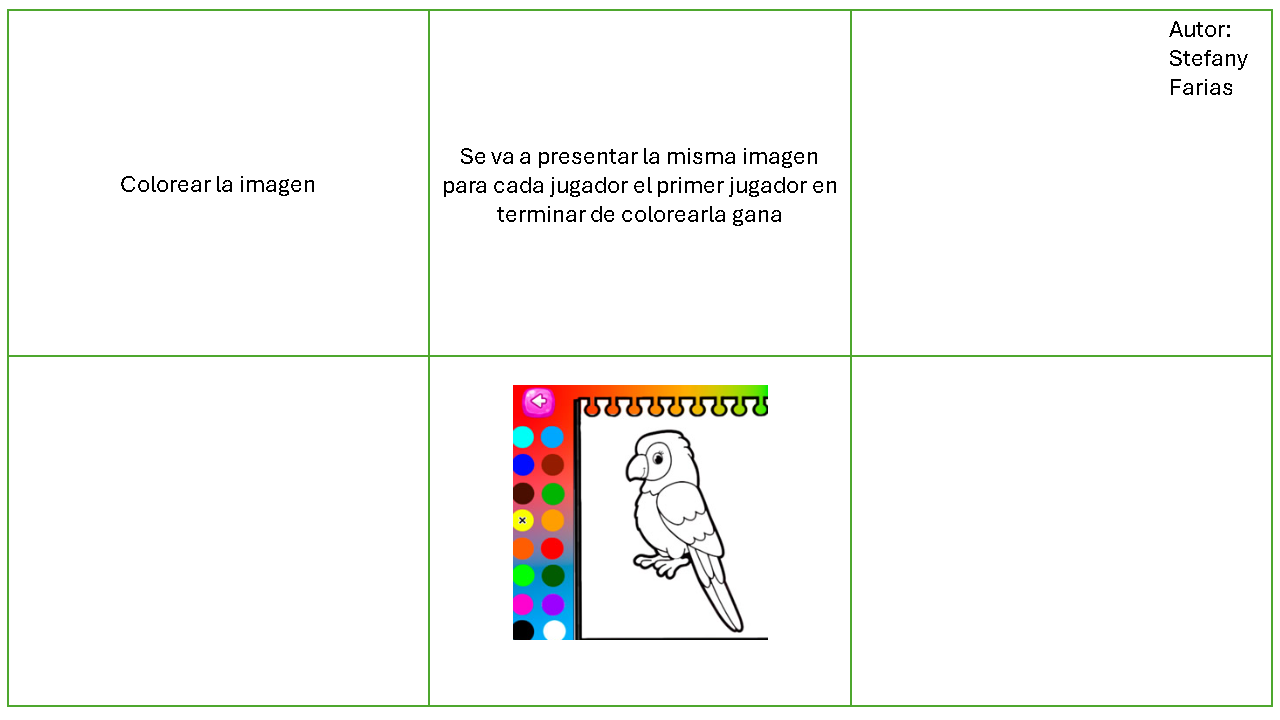 Colorear la imagen
Se va a presentar la misma imagen
para cada jugador el primer jugador en
terminar de colorearla gana
Autor:
Stefany
Farias